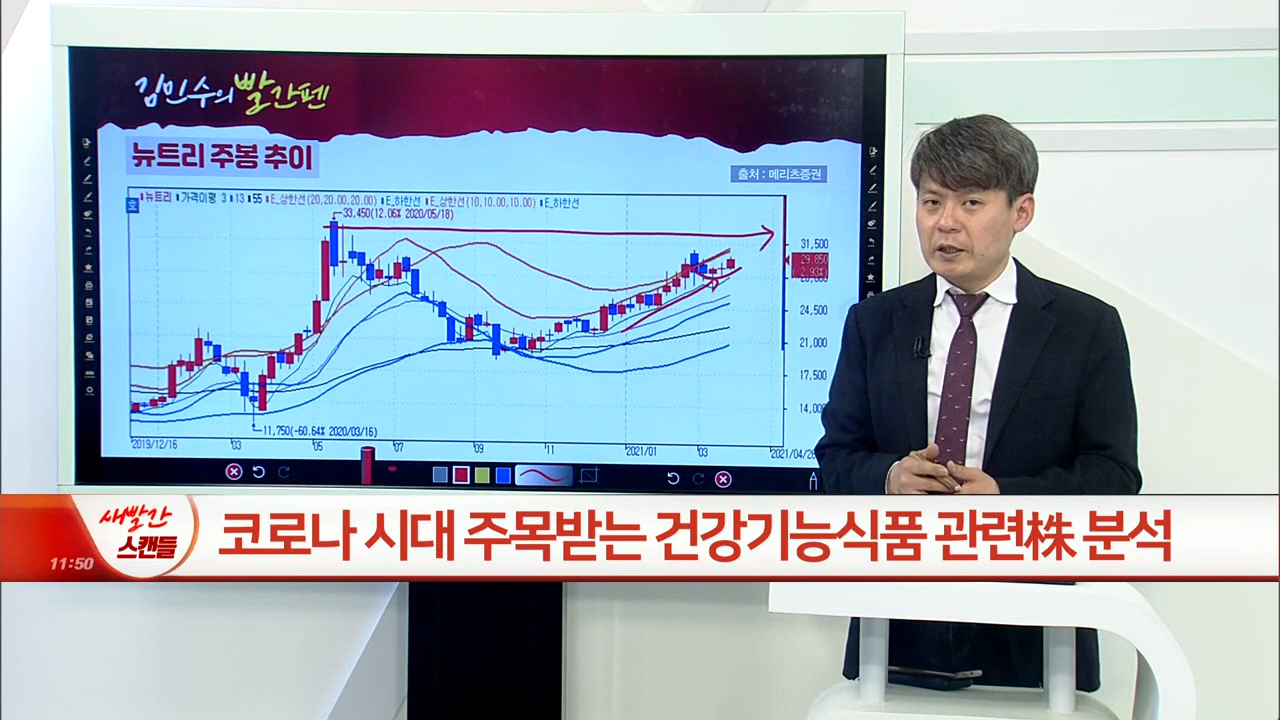 김민수의 빨간펜
뉴트리 주봉 추이
출처 : 메리츠증권
뉴트리 가격이평 3 13 55 E_상한선(20,20.00,20.00) E_하한선 E_상한선(10,10.00,10.00) E_하한선
33,450(12.06% 2020/05/18)
31,500
29,850
( 2.93%)
24,500
21,000
17,500
14,000
11,750(-60.64% 2020/03/16)
2019/12/16 03 05 07 09 11 2021/01 03 2021/04/26
새빨간
스캔들
11:50
코로나 시대 주목받는 건강기능식품 관련株 분석